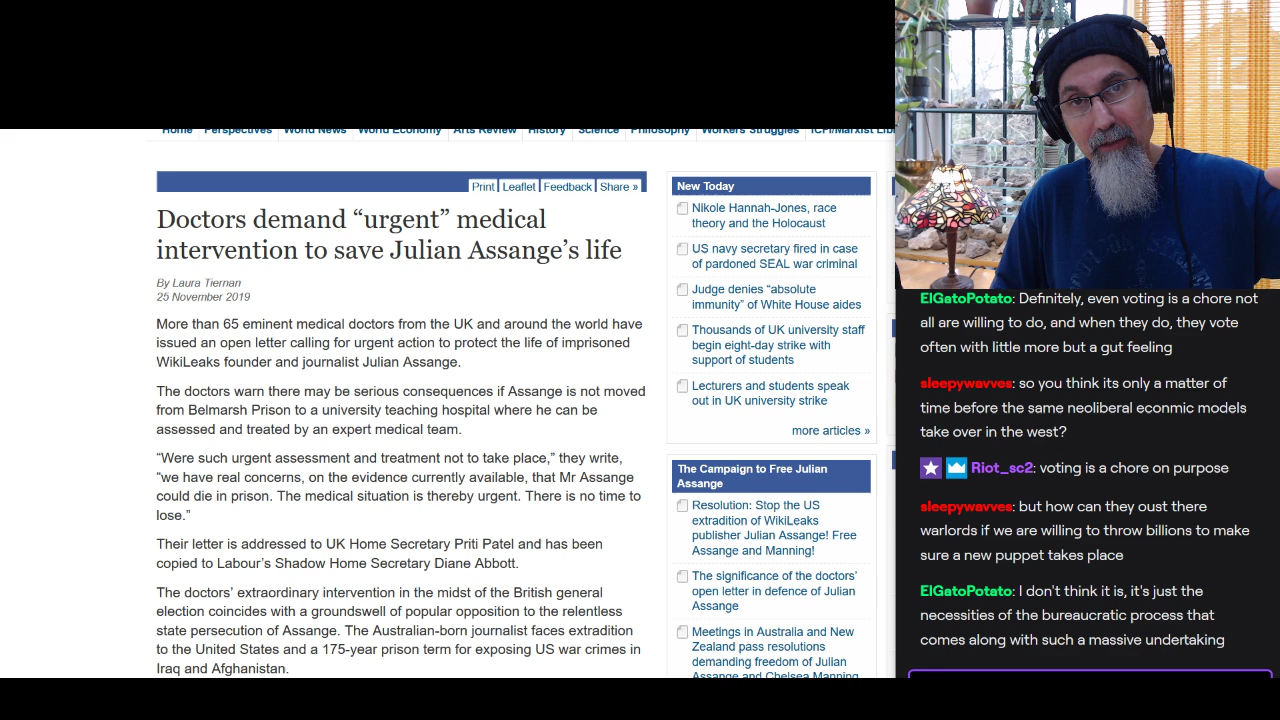 Home Perspectives World News World Economy Arts Review History Science Philosophy Workers Struggles ICFI/Marxist
Print Leaflet Feedback Share »
Doctors demand “urgent” medical
intervention to save Julian Assange’s life
By Laura Tiernan
25 November 2019
More than 65 eminent medical doctors from the UK and around the world have
issued an open letter calling for urgent action to protect the life of imprisoned
WikiLeaks founder and journalist Julian Assange.
The doctors warn there may be serious consequences if Assange is not moved
from Belmarsh Prison to a university teaching hospital where he can be
assessed and treated by an expert medical team.
“Were such urgent assessment and treatment not to take place,” they write,
“we have real concerns, on the evidence currently available, that Mr Assange
could die in prison. The medical situation is thereby urgent. There is no time to
lose.”
Their letter is addressed to UK Home Secretary Priti Patel and has been
copied to Labour’s Shadow Home Secretary Diane Abbott.
The doctors’ extraordinary intervention in the midst of the British general
election coincides with a groundswell of popular opposition to the relentless
state persecution of Assange. The Australian-born journalist faces extradition
to the United States and a 175-year prison term for exposing US war crimes in
Iraq and Afghanistan.
New Today
Nikole Hannah-Jones, race
theory and the Holocaust
US navy secretary fired in case
of pardoned SEAL war criminal
Judge denies “absolute
immunity” of White House aides
Thousands of UK university staff
begin eight-day strike with
support of students
Lecturers and students speak
out in UK university strike
more articles »
The Campaign to Free Julian
Assange
Resolution: Stop the US
extradition of WikiLeaks
publisher Julian Assange! Free
Assange and Manning!
The significance of the doctors’
open letter in defence of Julian
Assange
Meetings in Australia and New
Zealand pass resolutions
demanding freedom of Julian
Assange and Chelsea Manning
ElGatoPotato: Definitely, even voting is a chore not
all are willing to do, and when they do, they vote
often with little more but a gut feeling
sleepywavves: so you think its only a matter of
time before the same neoliberal econmic models
take over in the west?
Riot_sc2: voting is a chore on purpose
sleepywavves: but how can they oust there
warlords if we are willing to throw billions to make
sure a new puppet takes place
ElGatoPotato: I don't think it is, it's just the
necessities of the bureaucratic process that
comes along with such a massive undertaking